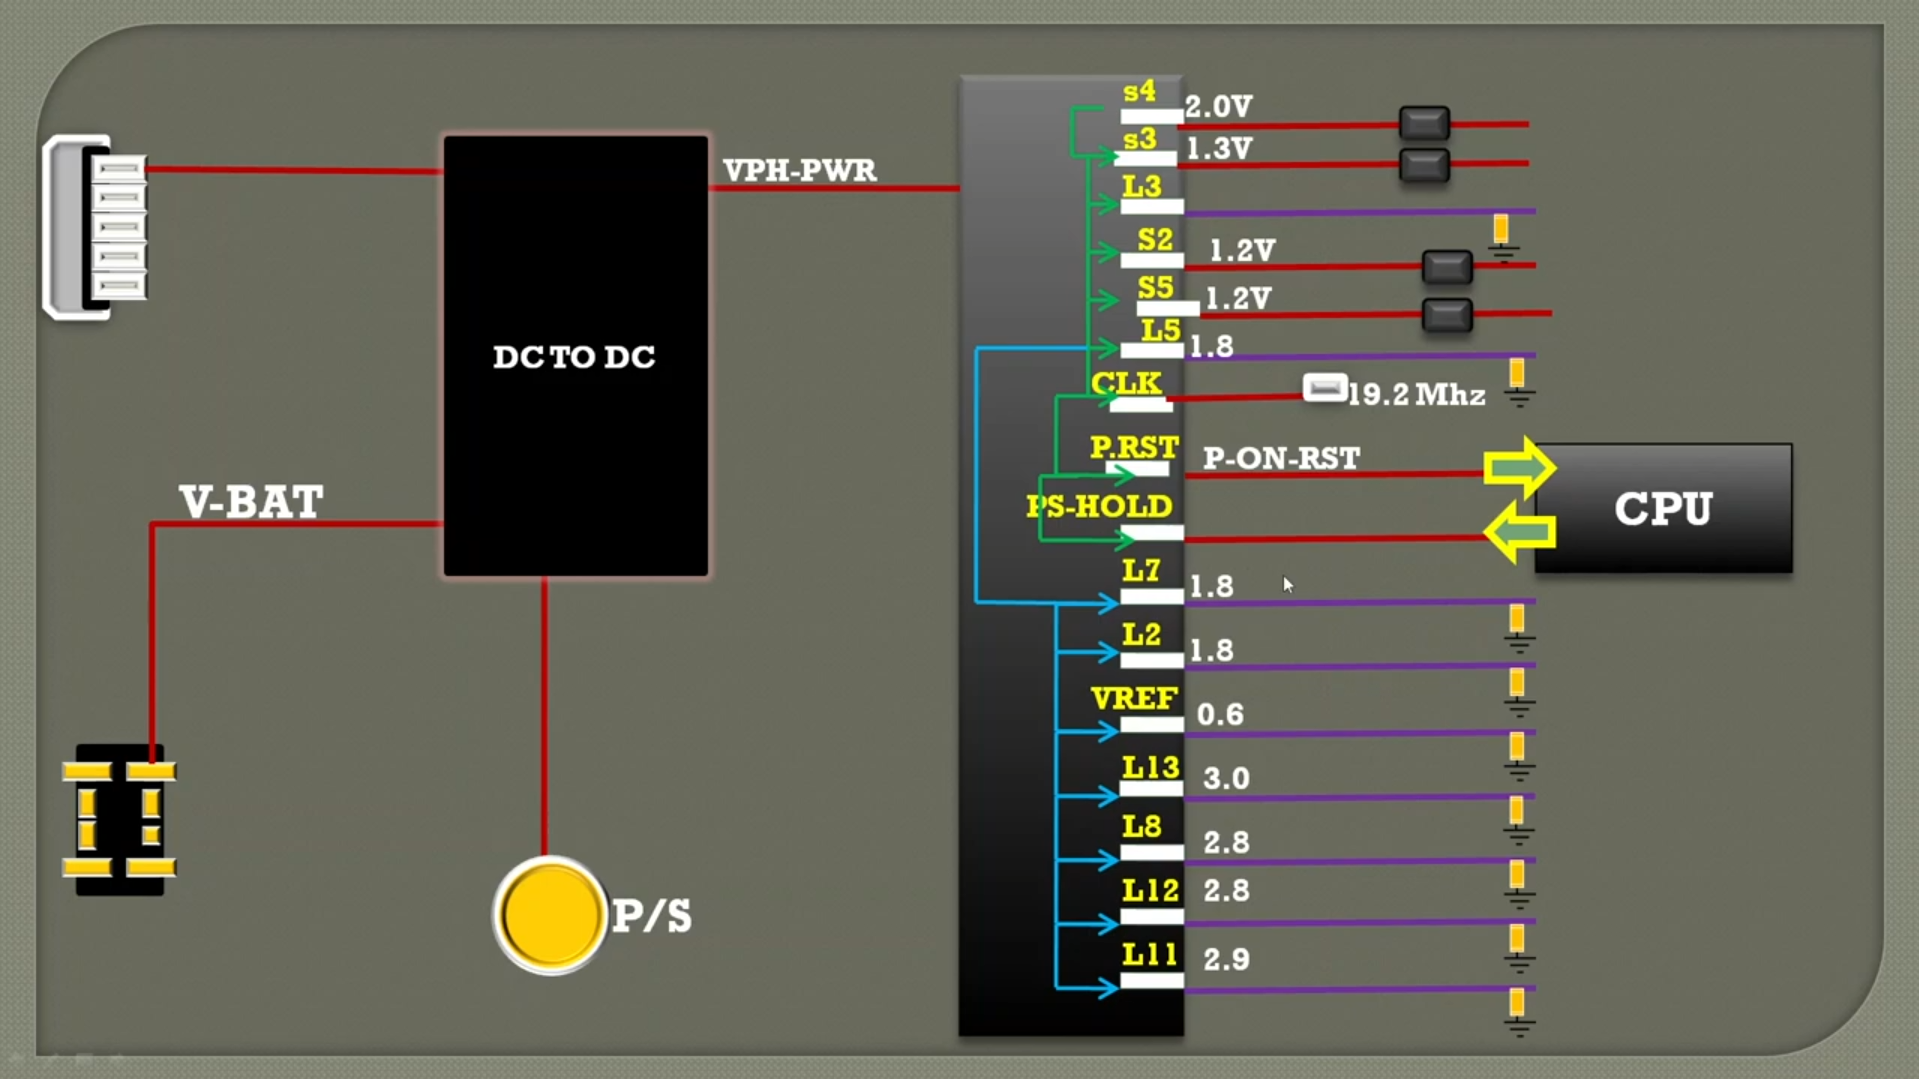 s4
2.0V
s3
1.3V
VPH-PWR
L3
S2
1.2V
S5
1.2V
L5
1.8
DC TO DC
CLK
19.2 Mhz
P.RST
P-ON-RST
V-BAT
PS-HOLD
CPU
L7
1.8
L2
1.8
VREF
0.6
L13
3.0
L8
2.8
L12
2.8
P/S
L11
2.9